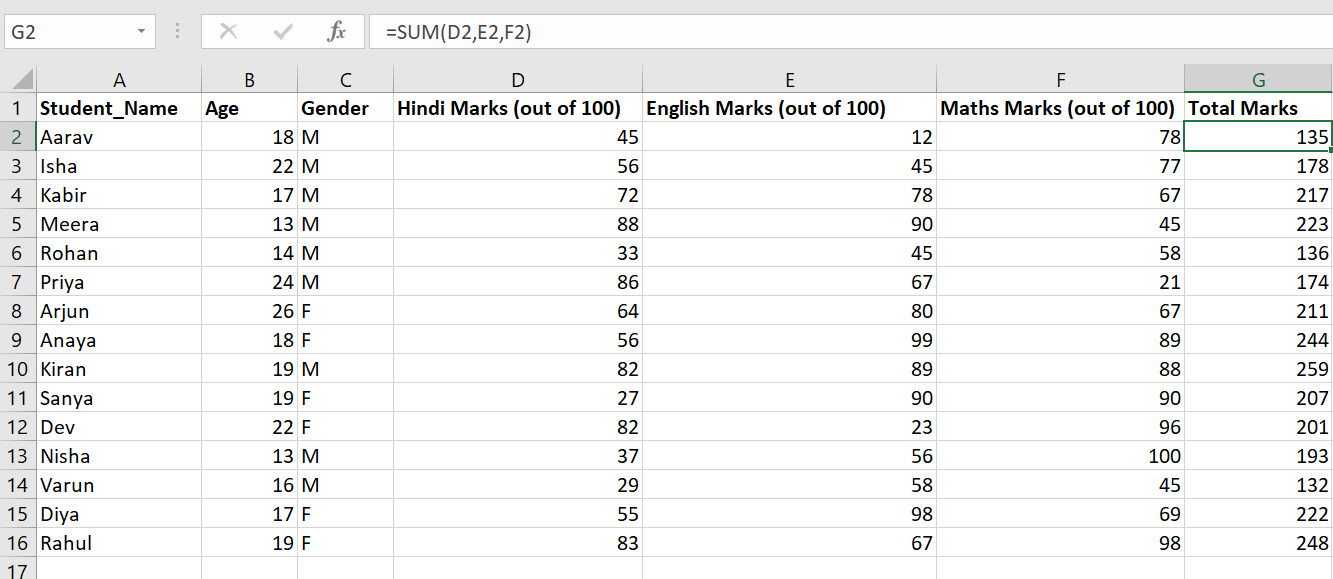 G2 fx =SUM(D2,E2,F2)
A B C D E F G
1 Student_Name Age Gender Hindi Marks (out of 100) English Marks (out of 100) Maths Marks (out of 100) Total Marks
2 Aarav 18 M 45 12 78 135
3 Isha 22 M 56 45 77 178
4 Kabir 17 M 72 78 67 217
5 Meera 13 M 88 90 45 223
6 Rohan 14 M 33 45 58 136
7 Priya 24 M 86 67 21 174
8 Arjun 26 F 64 80 67 211
9 Anaya 18 F 56 99 89 244
10 Kiran 19 M 82 89 88 259
11 Sanya 19 F 27 90 90 207
12 Dev 22 F 82 23 96 201
13 Nisha 13 M 37 56 100 193
14 Varun 16 M 29 58 45 132
15 Diya 17 F 55 98 69 222
16 Rahul 19 F 83 67 98 248
17